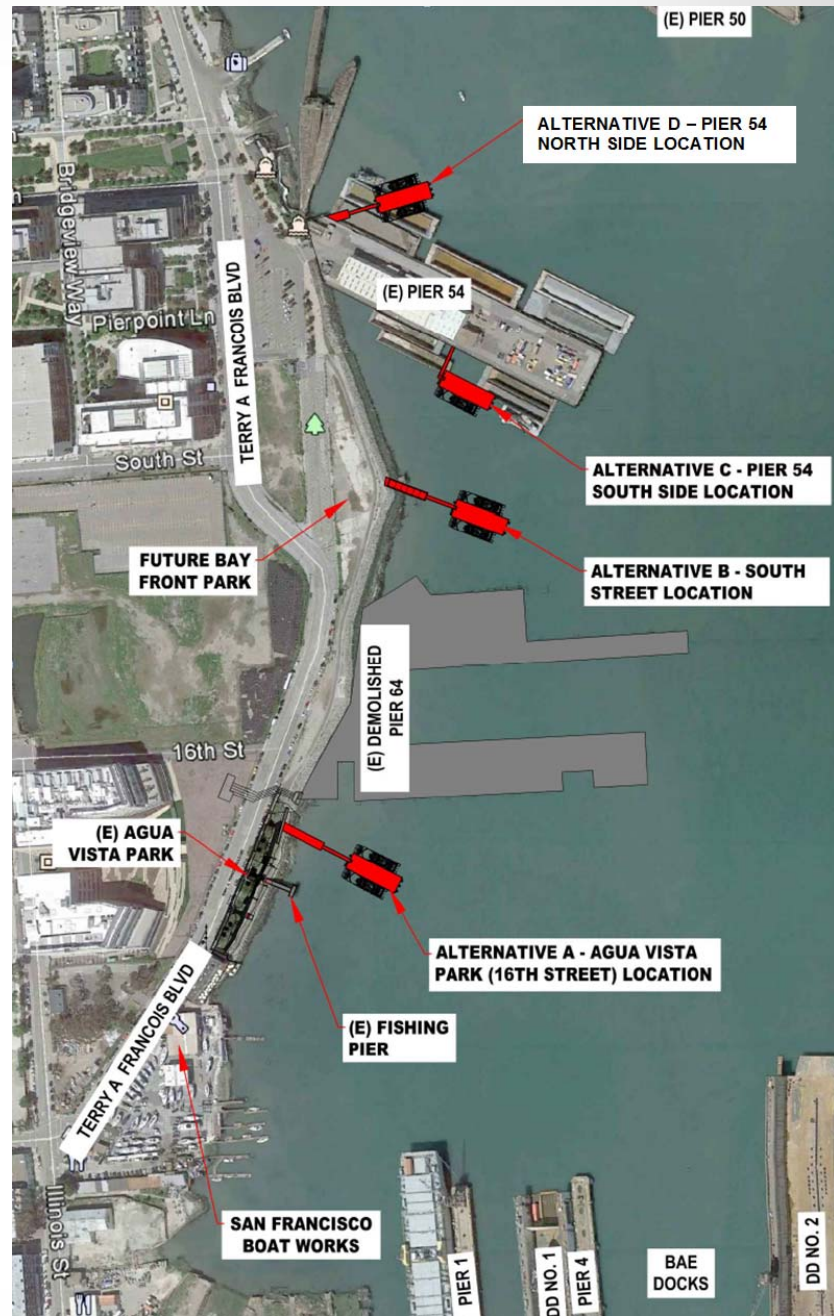 (E) PIER 50
ALTERNATIVE D – PIER 54
NORTH SIDE LOCATION
Bridgeview Way
(E) PIER 54
Pierpoint Ln
TERRY A FRANCOIS BLVD
South St
ALTERNATIVE C - PIER 54
SOUTH SIDE LOCATION
FUTURE BAY
FRONT PARK
ALTERNATIVE B - SOUTH
STREET LOCATION
(E) DEMOLISHED
PIER 64
16th St
(E) AGUA
VISTA PARK
ALTERNATIVE A - AGUA VISTA
PARK (16TH STREET) LOCATION
(E) FISHING
PIER
TERRY A FRANCOIS BLVD
Illinois St
SAN FRANCISCO
BOAT WORKS
PIER 1
DD NO. 1
PIER 4
BAE
DOCKS
DD NO. 2